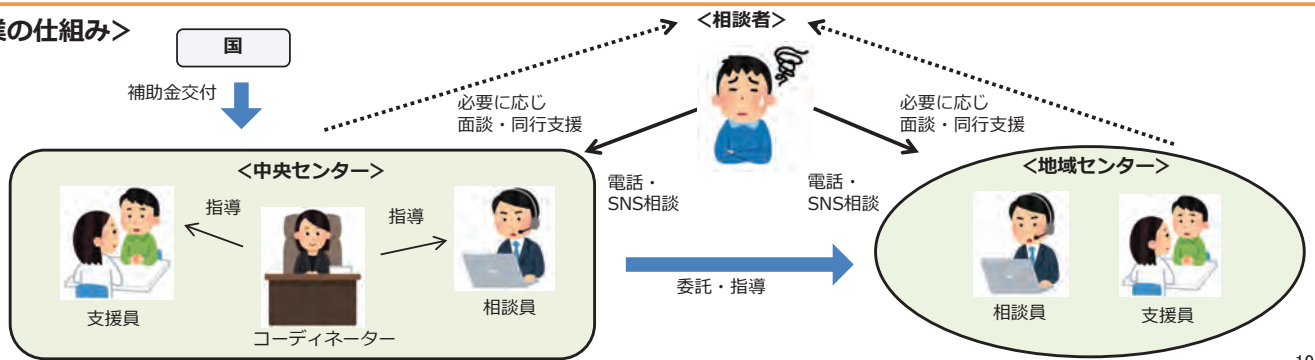 業の仕組み＞
国
補助金交付
＜相談者＞
必要に応じ
面談・同行支援
必要に応じ
面談・同行支援
＜中央センター＞
指導
指導
支援員
コーディネーター
相談員
電話・
SNS相談
電話・
SNS相談
委託・指導
＜地域センター＞
相談員
支援員